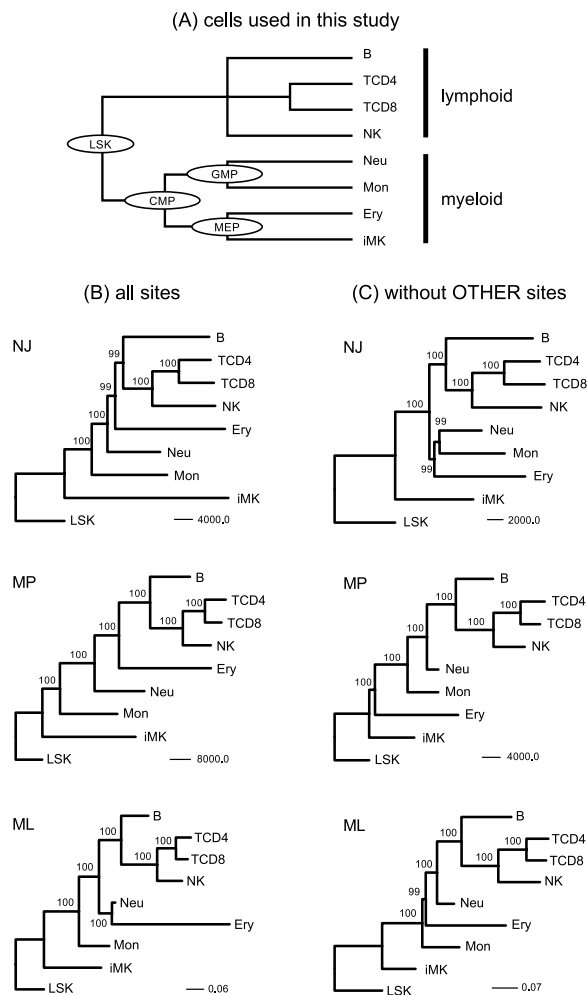 (A) cells used in this study
B
TCD4
TCD8
NK
lymphoid
LSK
Neu
GMP
Mon
CMP
myeloid
Ery
MEP
iMK
(B) all sites
NJ
B
99
TCD4
100
TCD8
99
NK
Ery
100
Neu
100
Mon
iMK
LSK
4000.0
MP
B
100
TCD4
100
TCD8
100
100
NK
100
Ery
100
Neu
Mon
iMK
LSK
8000.0
ML
B
100
TCD4
100
TCD8
100
100
NK
Neu
100
Ery
100
Mon
iMK
LSK
0.06
(C) without OTHER sites
NJ
B
100
TCD4
100
TCD8
NK
100
99
Neu
Mon
99
Ery
iMK
LSK
2000.0
MP
B
100
TCD4
100
TCD8
100
100
NK
100
Neu
Mon
100
Ery
iMK
LSK
4000.0
ML
B
100
TCD4
100
TCD8
100
NK
99
Neu
100
Ery
Mon
iMK
LSK
0.07